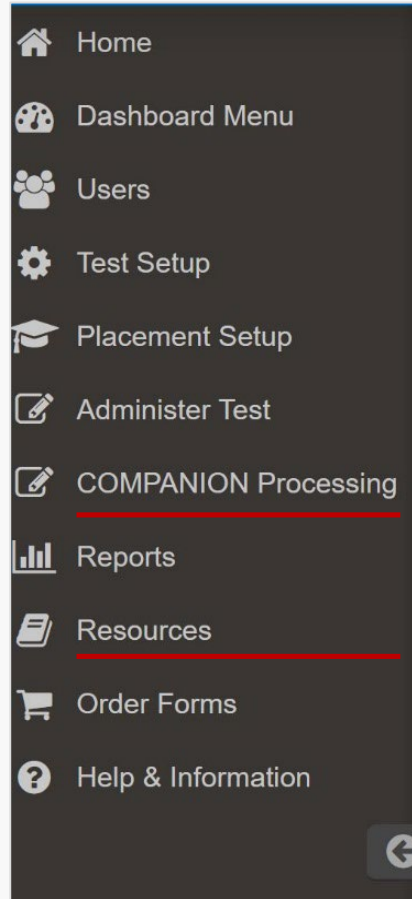 Home
Dashboard Menu
Users
Test Setup
Placement Setup
Administer Test
COMPANION Processing
Reports
Resources
Order Forms
Help & Information